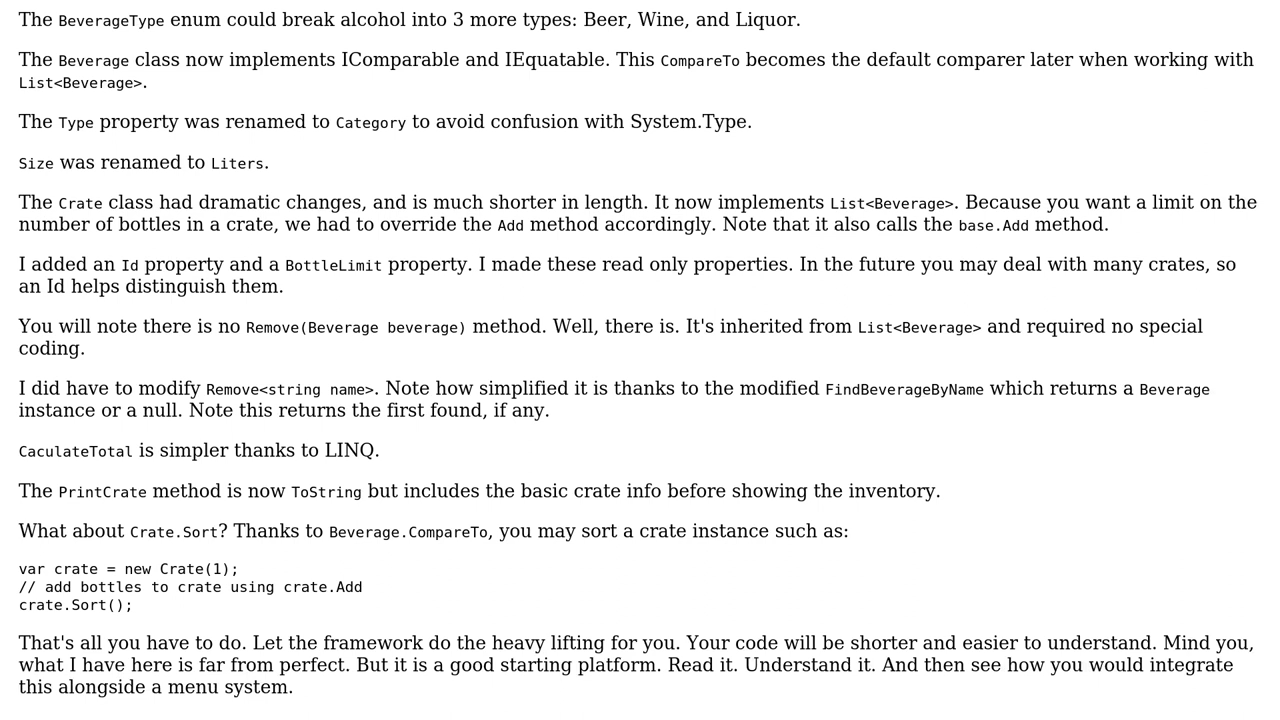 The BeverageType enum could break alcohol into 3 more types: Beer, Wine, and Liquor.
The Beverage class now implements IComparable and IEquatable. This CompareTo becomes the default comparer later when working with
List<Beverage>.
The Type property was renamed to Category to avoid confusion with System.Type.
Size was renamed to Liters.
The Crate class had dramatic changes, and is much shorter in length. It now implements List<Beverage>. Because you want a limit on the
number of bottles in a crate, we had to override the Add method accordingly. Note that it also calls the base.Add method.
I added an Id property and a BottleLimit property. I made these read only properties. In the future you may deal with many crates, so
an Id helps distinguish them.
You will note there is no Remove(Beverage beverage) method. Well, there is. It's inherited from List<Beverage> and required no special
coding.
I did have to modify Remove<string name>. Note how simplified it is thanks to the modified FindBeverageByName which returns a Beverage
instance or a null. Note this returns the first found, if any.
CaculateTotal is simpler thanks to LINQ.
The PrintCrate method is now ToString but includes the basic crate info before showing the inventory.
What about Crate.Sort? Thanks to Beverage.CompareTo, you may sort a crate instance such as:
var crate = new Crate(1);
// add bottles to crate using crate.Add
crate.Sort();
That's all you have to do. Let the framework do the heavy lifting for you. Your code will be shorter and easier to understand. Mind you,
what I have here is far from perfect. But it is a good starting platform. Read it. Understand it. And then see how you would integrate
this alongside a menu system.